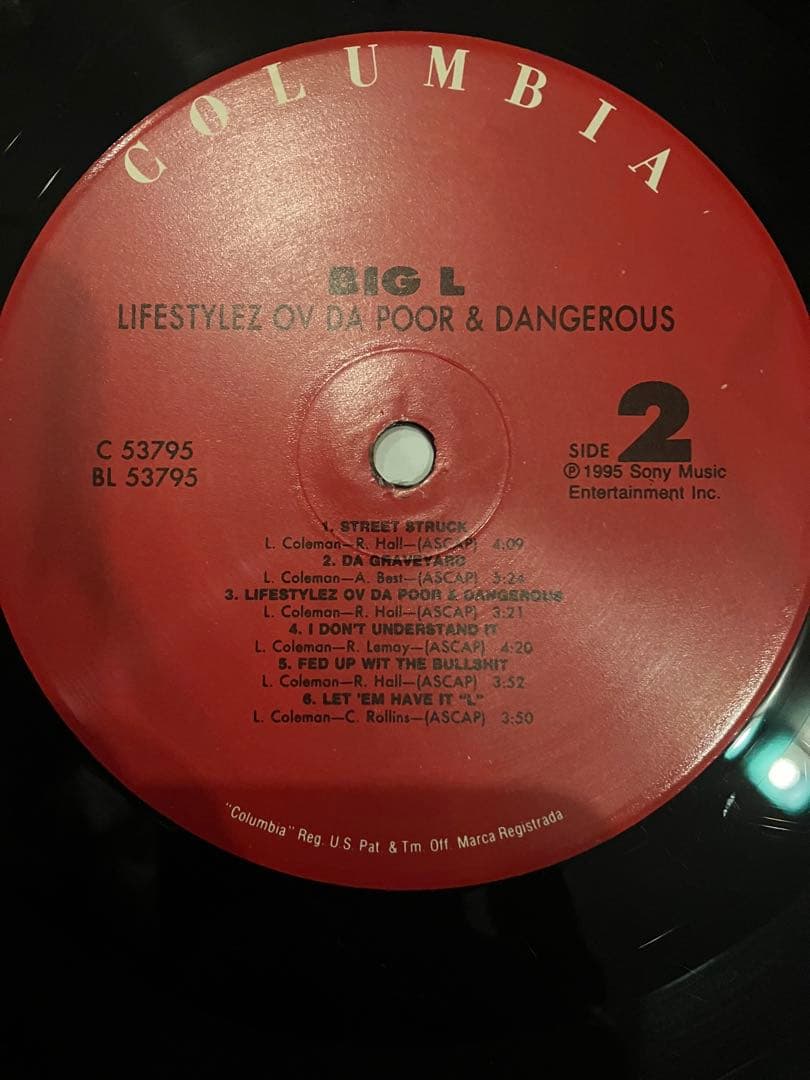 COLUMBIA
BIG L
LIFESTYLEZ OV DA POOR & DANGEROUS
C 53795
BL 53795
SIDE 2
℗ 1995 Sony Music
Entertainment Inc.
1. STREET STRUCK
L. Coleman—R. Hall—(ASCAP) 4:09
2. DA GRAVEYARD
L. Coleman—A. Best—(ASCAP) 5:24
3. LIFESTYLEZ OV DA POOR & DANGEROUS
L. Coleman—R. Hall—(ASCAP) 3:21
4. I DON'T UNDERSTAND IT
L. Coleman—R. Lemay—(ASCAP) 4:20
5. FED UP WIT THE BULLSHIT
L. Coleman—R. Hall—(ASCAP) 3:52
6. LET 'EM HAVE IT "L"
L. Coleman—C. Rollins—(ASCAP) 3:50
"Columbia" Reg. U.S. Pat. & Tm. Off. Marca Registrada.